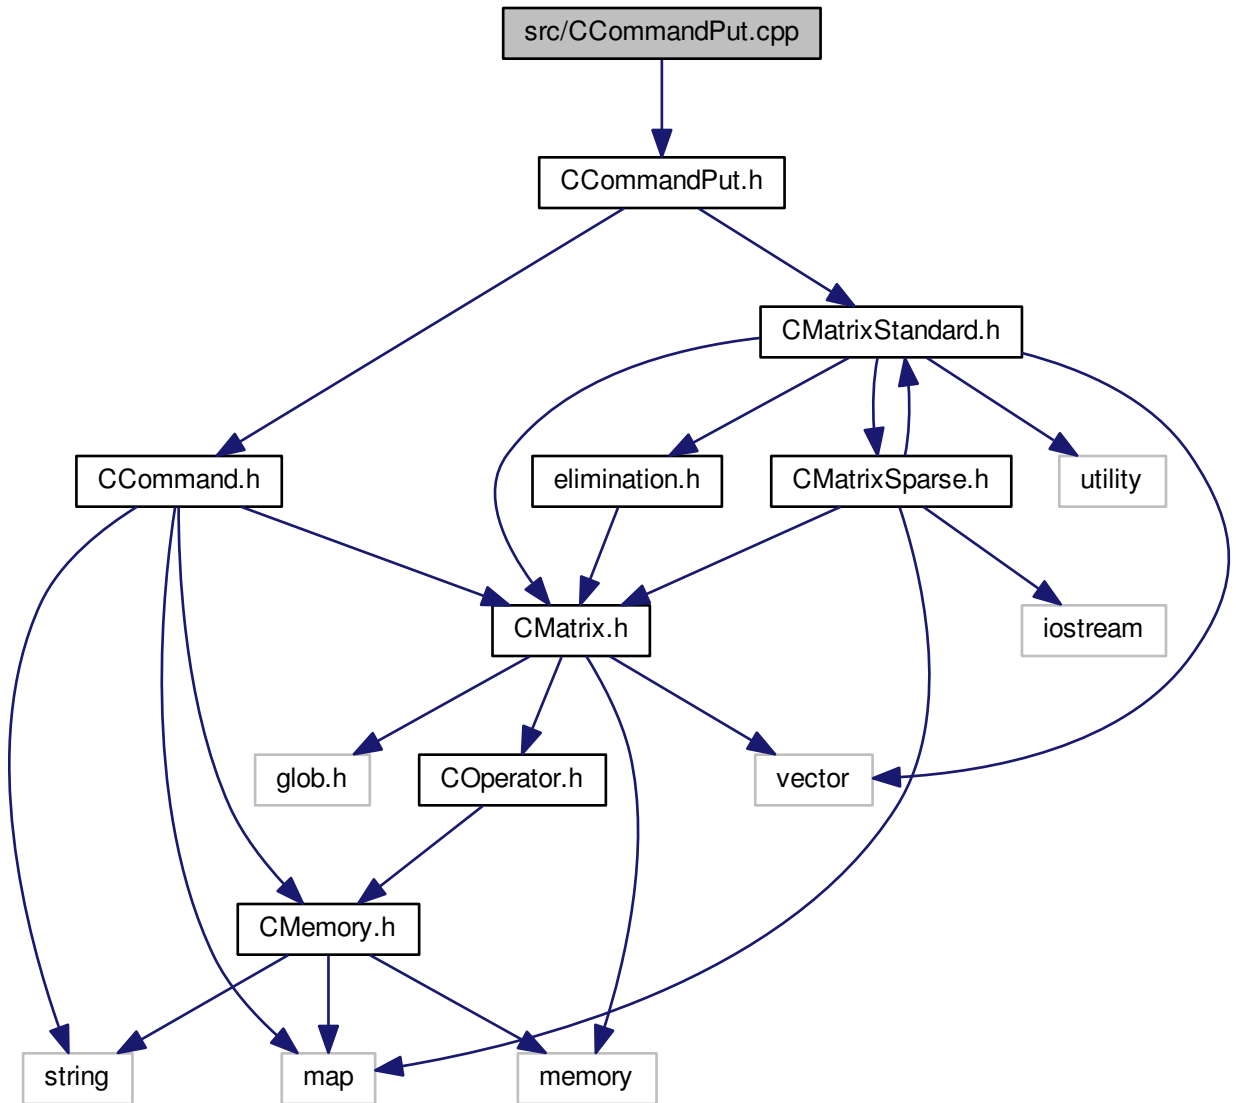 src/CCommandPut.cpp
CCommandPut.h
CMatrixStandard.h
CCommand.h
elimination.h
CMatrixSparse.h
utility
CMatrix.h
iostream
glob.h
COperator.h
vector
CMemory.h
string
map
memory